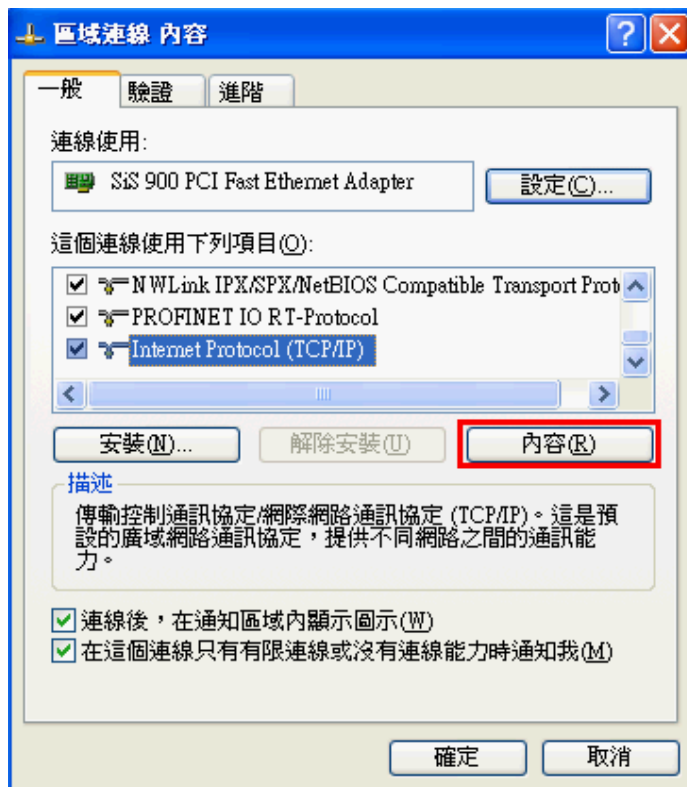 區域連線 內容
一般 驗證 進階
連線使用:
SiS 900 PCI Fast Ethernet Adapter
設定(C)...
這個連線使用下列項目(O):
NWLink IPX/SPX/NetBIOS Compatible Transport Prot
PROFINET IO RT-Protocol
Internet Protocol (TCP/IP)
安裝(N)... 解除安裝(U) 內容(R)
描述
傳輸控制通訊協定/網際網路通訊協定 (TCP/IP)。這是預
設的廣域網路通訊協定，提供不同網路之間的通訊能
力。
連線後，在通知區域內顯示圖示(W)
在這個連線只有有限連線或沒有連線能力時通知我(M)
確定 取消